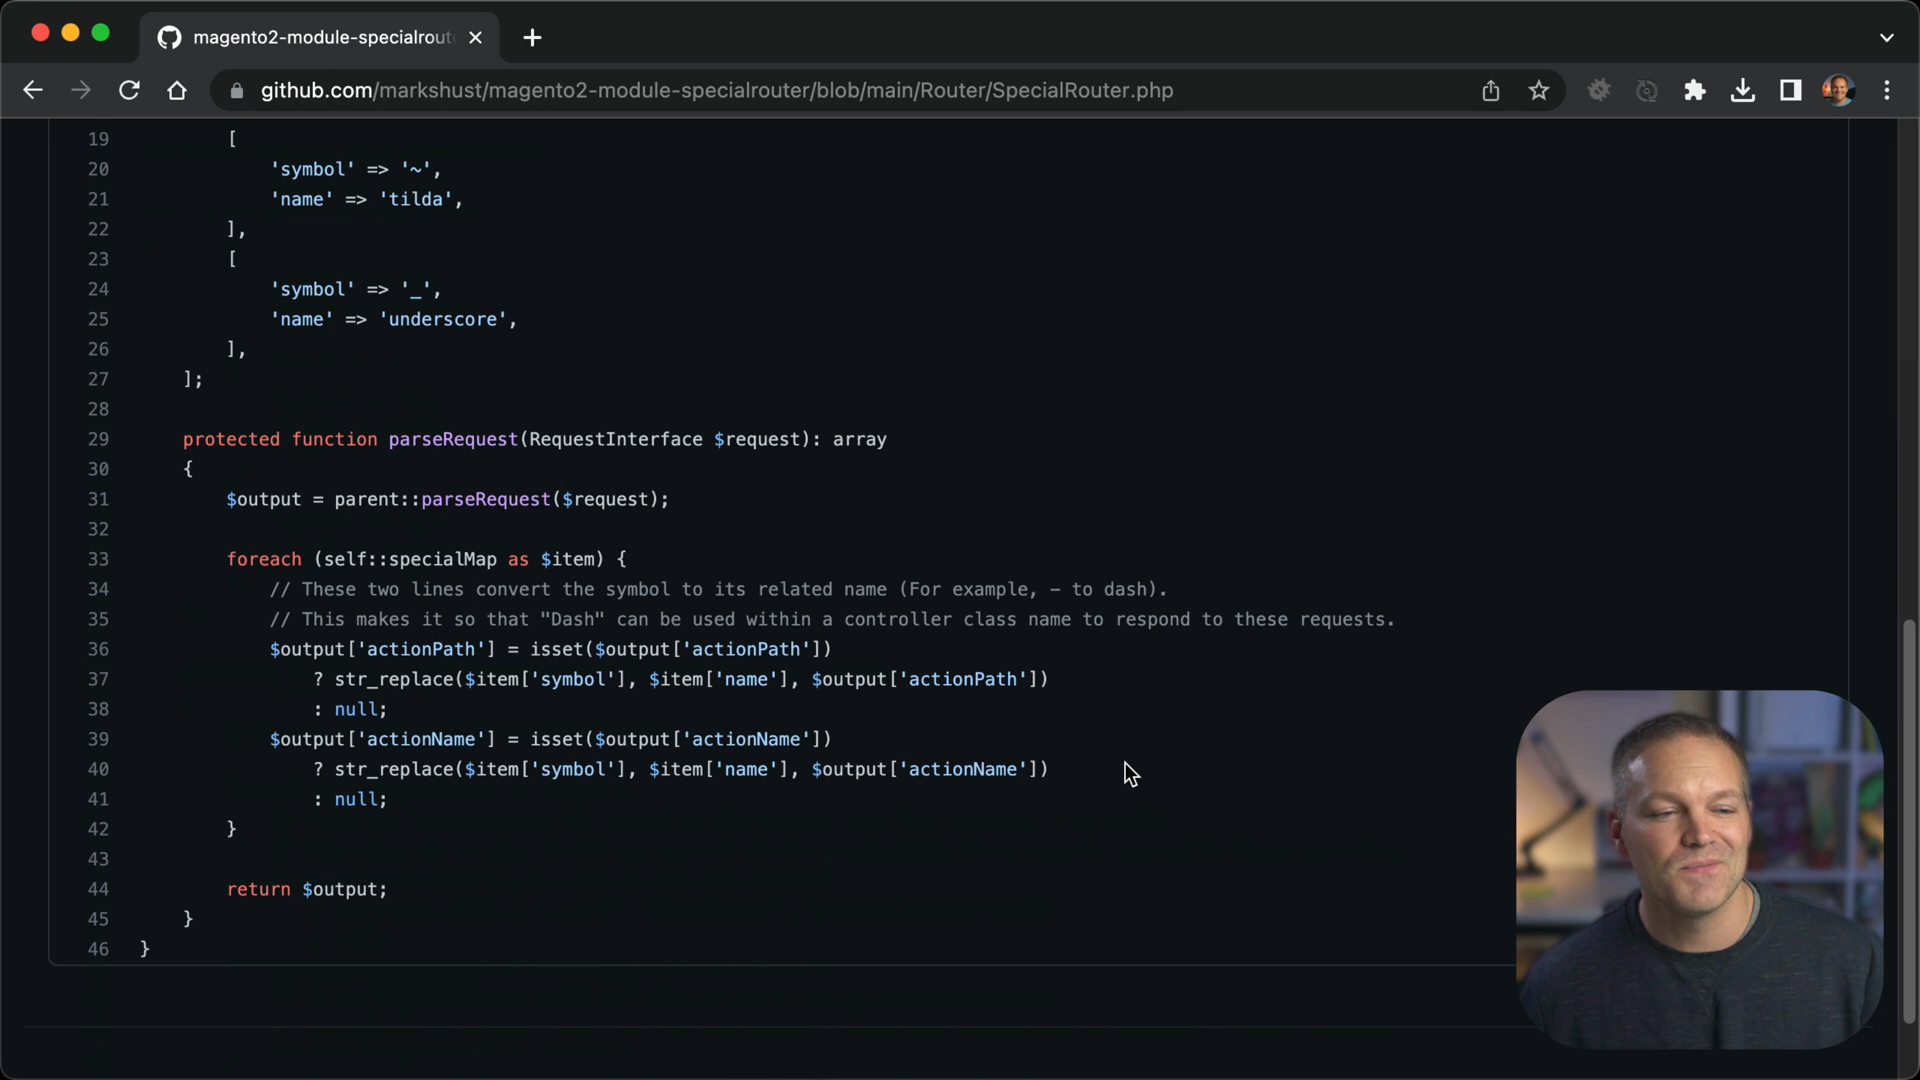 magento2-module-specialrout
github.com/markshust/magento2-module-specialrouter/blob/main/Router/SpecialRouter.php
19 [
20 'symbol' => '~',
21 'name' => 'tilda',
22 ],
23 [
24 'symbol' => '_',
25 'name' => 'underscore',
26 ],
27 ];
28
29 protected function parseRequest(RequestInterface $request): array
30 {
31 $output = parent::parseRequest($request);
32
33 foreach (self::specialMap as $item) {
34 // These two lines convert the symbol to its related name (For example, - to dash).
35 // This makes it so that "Dash" can be used within a controller class name to respond to these requests.
36 $output['actionPath'] = isset($output['actionPath'])
37 ? str_replace($item['symbol'], $item['name'], $output['actionPath'])
38 : null;
39 $output['actionName'] = isset($output['actionName'])
40 ? str_replace($item['symbol'], $item['name'], $output['actionName'])
41 : null;
42 }
43
44 return $output;
45 }
46 }